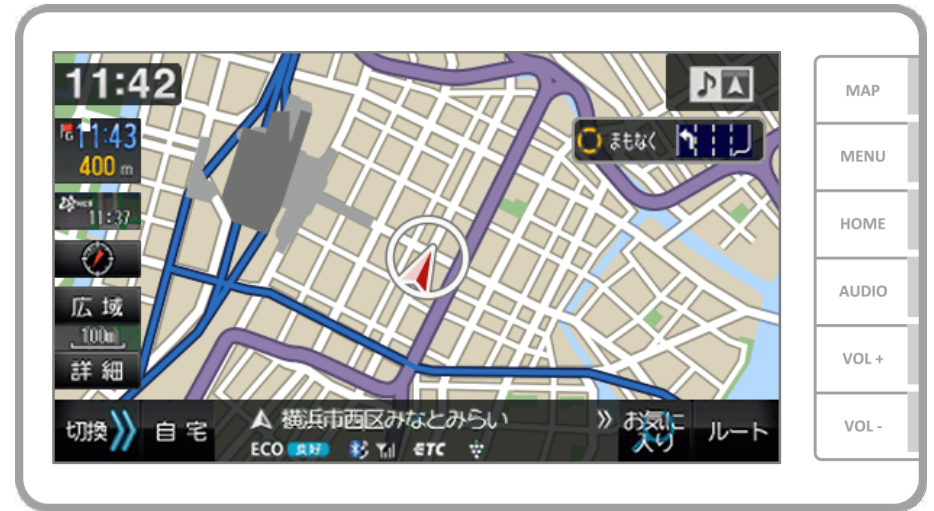 11:42
11:43
400 m
まもなく
11:37
広域
100m
詳細
切換
自宅
横浜市西区みなとみらい
お気に
入り
ルート
ECO 良好
ETC
MAP
MENU
HOME
AUDIO
VOL +
VOL -